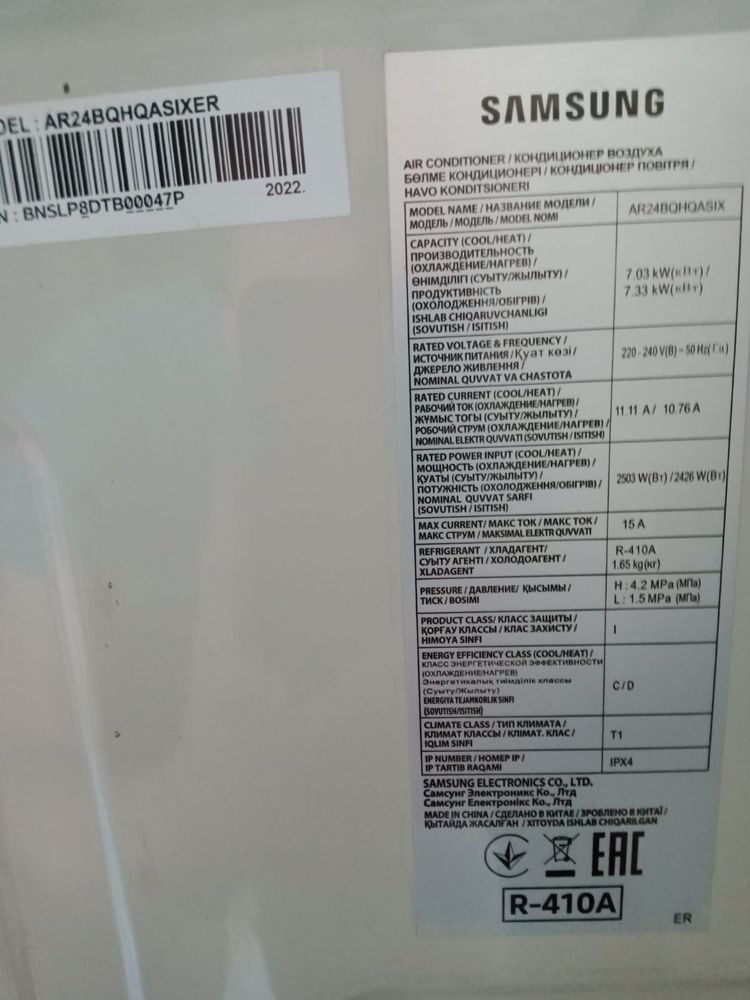 DEL : AR24BQHQASIXER
N : BNSLP8DTB00047P
2022.
SAMSUNG
AIR CONDITIONER / КОНДИЦИОНЕР ВОЗДУХА
БӨЛМЕ КОНДИЦИОНЕРІ / КОНДИЦІОНЕР ПОВІТРЯ /
HAVO KONDITSIONERI
MODEL NAME / НАЗВАНИЕ МОДЕЛИ /
МОДЕЛЬ / МОДЕЛЬ / MODEL NOMI
AR24BQHQASIX
CAPACITY (COOL/HEAT) /
ПРОИЗВОДИТЕЛЬНОСТЬ
(ОХЛАЖДЕНИЕ/НАГРЕВ) /
ӨНІМДІЛІГІ (СУЫТУ/ЖЫЛЫТУ) /
ПРОДУКТИВНІСТЬ
(ОХОЛОДЖЕННЯ/ОБІГРІВ) /
ISHLAB CHIQARUVCHANLIGI
(SOVUTISH / ISITISH)
7.03 kW(кВт) /
7.33 kW(кВт)
RATED VOLTAGE & FREQUENCY /
ИСТОЧНИК ПИТАНИЯ / Қуат көзі /
ДЖЕРЕЛО ЖИВЛЕННЯ /
NOMINAL QUVVAT VA CHASTOTA
220 - 240 V(В) ~ 50 Hz(Гц)
RATED CURRENT (COOL/HEAT) /
РАБОЧИЙ ТОК (ОХЛАЖДЕНИЕ/НАГРЕВ) /
ЖҰМЫС ТОГЫ (СУЫТУ/ЖЫЛЫТУ) /
РОБОЧИЙ СТРУМ (ОХОЛОДЖЕННЯ/ОБІГРІВ) /
NOMINAL ELEKTR QUVVATI (SOVUTISH / ISITISH)
11.11 A / 10.76 A
RATED POWER INPUT (COOL/HEAT) /
МОЩНОСТЬ (ОХЛАЖДЕНИЕ/НАГРЕВ) /
ҚУАТЫ (СУЫТУ/ЖЫЛЫТУ) /
ПОТУЖНІСТЬ (ОХОЛОДЖЕННЯ/ОБІГРІВ) /
NOMINAL QUVVAT SARFI
(SOVUTISH / ISITISH)
2503 W(Вт) / 2426 W(Вт)
MAX CURRENT/ МАКС ТОК / МАКС ТОК /
МАКС СТРУМ / MAKSIMAL ELEKTR QUVVATI
15 A
REFRIGERANT / ХЛАДАГЕНТ/
СУЫТУ АГЕНТІ / ХОЛОДОАГЕНТ /
XLADAGENT
R-410A
1.65 kg(кг)
PRESSURE / ДАВЛЕНИЕ/ ҚЫСЫМЫ /
ТИСК / BOSIMI
H : 4.2 MPa (МПа)
L : 1.5 MPa (МПа)
PRODUCT CLASS/ КЛАСС ЗАЩИТЫ /
ҚОРҒАУ КЛАССЫ / КЛАС ЗАХИСТУ /
HIMOYA SINFI
I
ENERGY EFFICIENCY CLASS (COOL/HEAT) /
КЛАСС ЭНЕРГЕТИЧЕСКОЙ ЭФФЕКТИВНОСТИ
(ОХЛАЖДЕНИЕ/НАГРЕВ)
Энергетикалық тиімділік классы
(Суыту/Жылыту)
ENERGIYA TEJAMKORLIK SINFI
(SOVUTISH/ISITISH)
C / D
CLIMATE CLASS / ТИП КЛИМАТА /
КЛИМАТ КЛАССЫ / КЛІМАТ. КЛАС /
IQLIM SINFI
T1
IP NUMBER / НОМЕР IP /
IP TARTIB RAQAMI
IPX4
SAMSUNG ELECTRONICS CO., LTD.
Самсунг Электроникс Ко., Лтд
Самсунг Електронікс Ко., Лтд
MADE IN CHINA / СДЕЛАНО В КИТАЕ / ЗРОБЛЕНО В КИТАЇ /
ҚЫТАЙДА ЖАСАЛҒАН / XITOYDA ISHLAB CHIQARILGAN
EAC
R-410A
ER